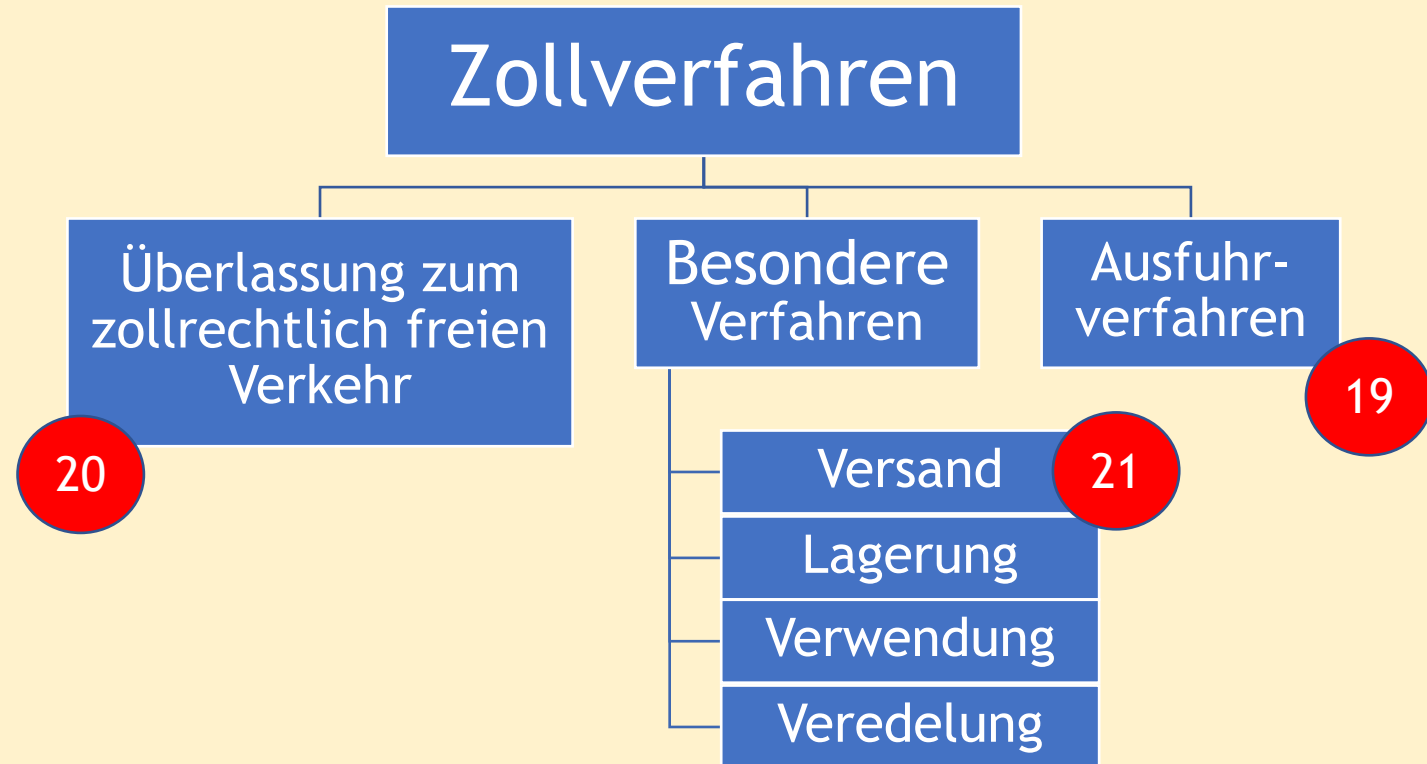 Zollverfahren
Überlassung zum
zollrechtlich freien
Verkehr
20
Besondere
Verfahren
Ausfuhr-
verfahren
19
Versand
21
Lagerung
Verwendung
Veredelung